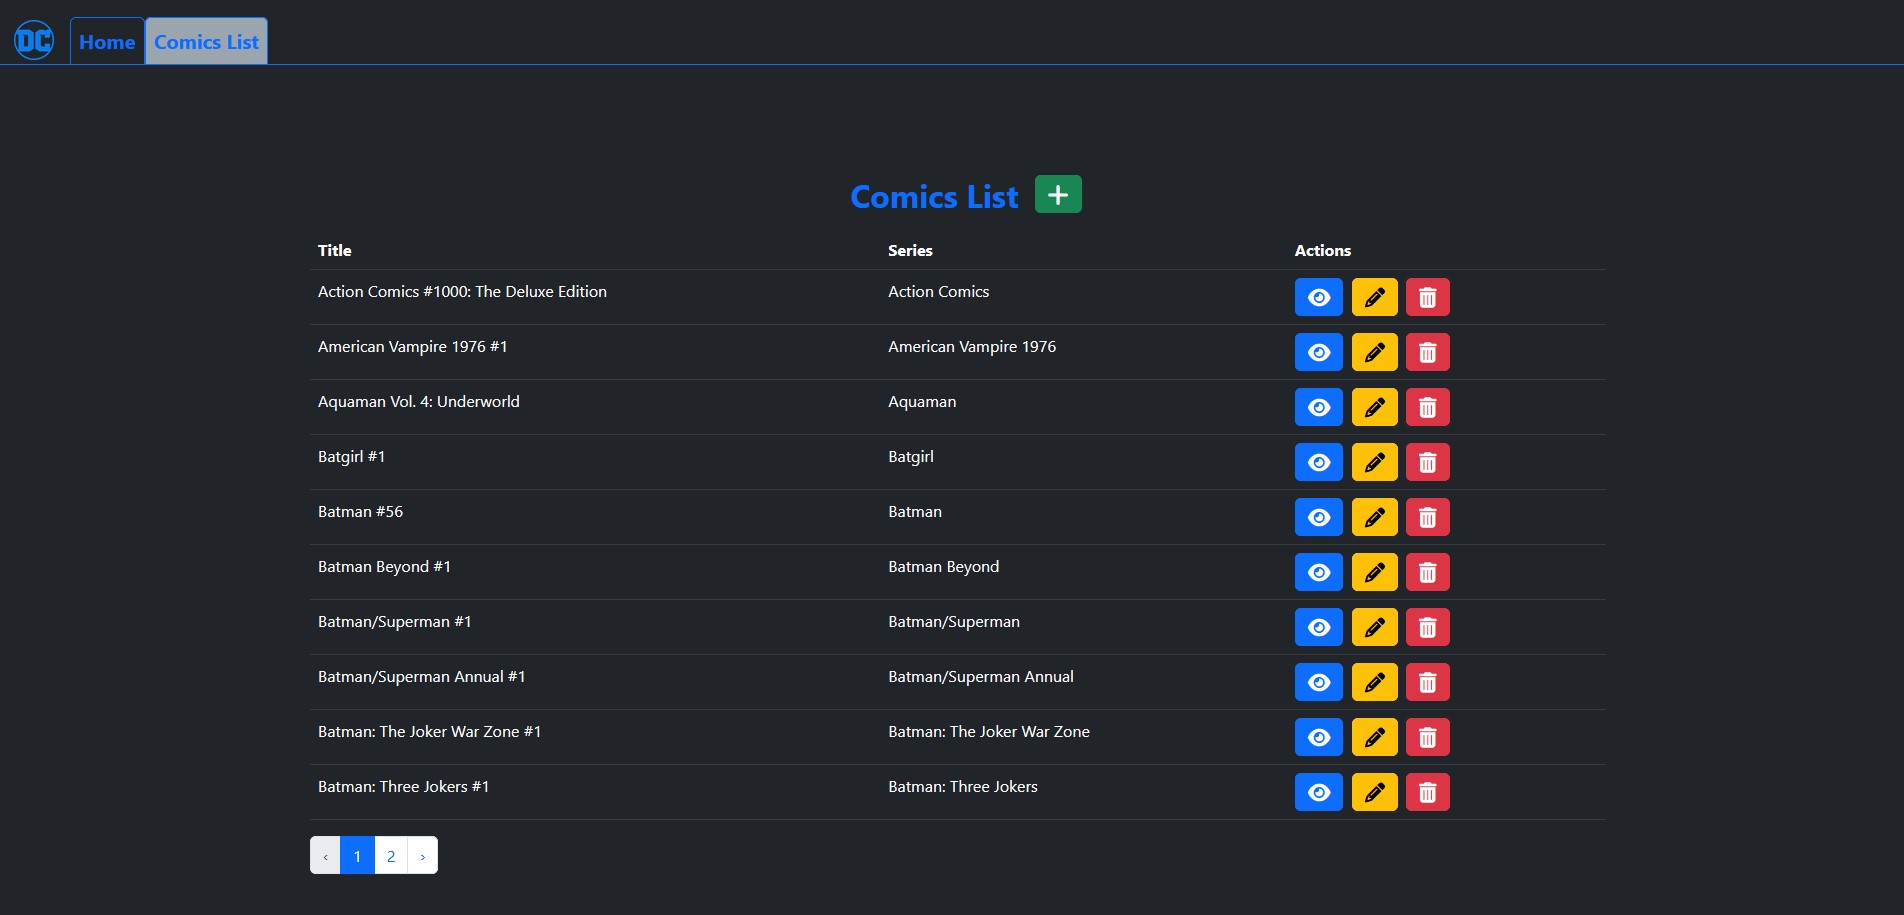 DC Home Comics List
Comics List +
Title Series Actions
Action Comics #1000: The Deluxe Edition Action Comics
American Vampire 1976 #1 American Vampire 1976
Aquaman Vol. 4: Underworld Aquaman
Batgirl #1 Batgirl
Batman #56 Batman
Batman Beyond #1 Batman Beyond
Batman/Superman #1 Batman/Superman
Batman/Superman Annual #1 Batman/Superman Annual
Batman: The Joker War Zone #1 Batman: The Joker War Zone
Batman: Three Jokers #1 Batman: Three Jokers
‹ 1 2 ›